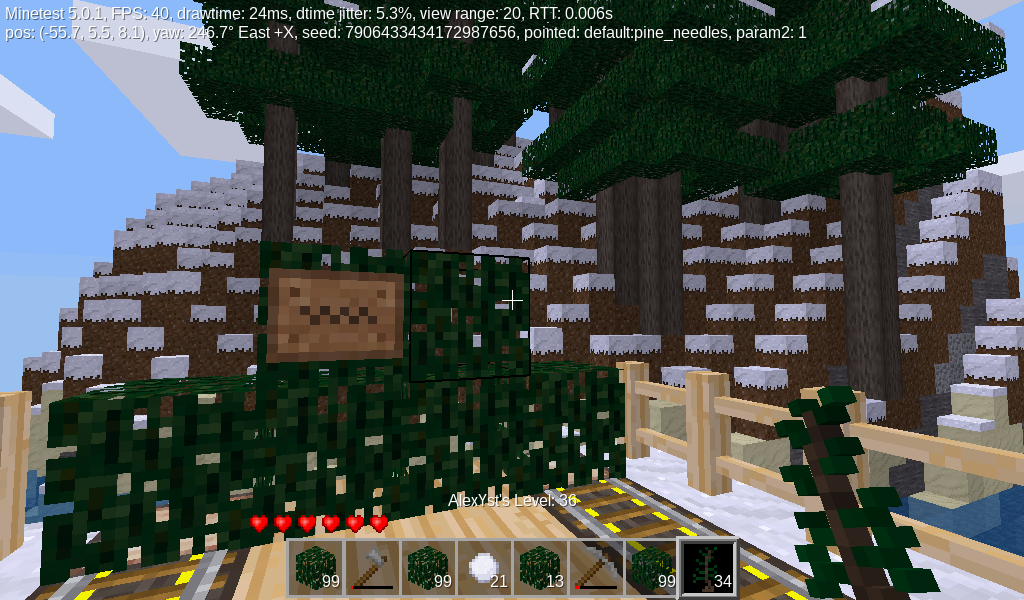 Minetest 5.0.1, FPS: 40, drawtime: 24ms, dtime jitter: 5.3%, view range: 20, RTT: 0.006s
pos: (-55.7, 5.5, 8.1), yaw: 246.7° East +X, seed: 7906433434172987656, pointed: default:pine_needles, param2: 1
AlexYst's Level: 36
99 99 21 13 99 34